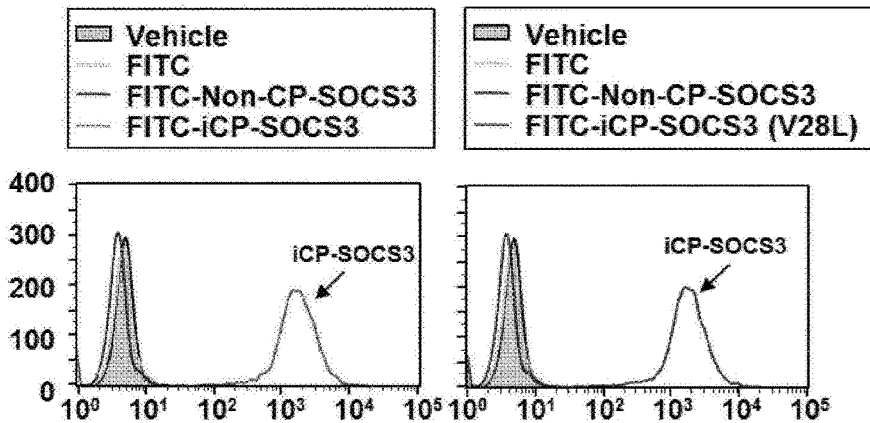 Vehicle
FITC
FITC-Non-CP-SOCS3
FITC-iCP-SOCS3
Vehicle
FITC
FITC-Non-CP-SOCS3
FITC-iCP-SOCS3 (V28L)
400
300
200
100
0
iCP-SOCS3
10⁰ 10¹ 10² 10³ 10⁴ 10⁵
iCP-SOCS3
10⁰ 10¹ 10² 10³ 10⁴ 10⁵